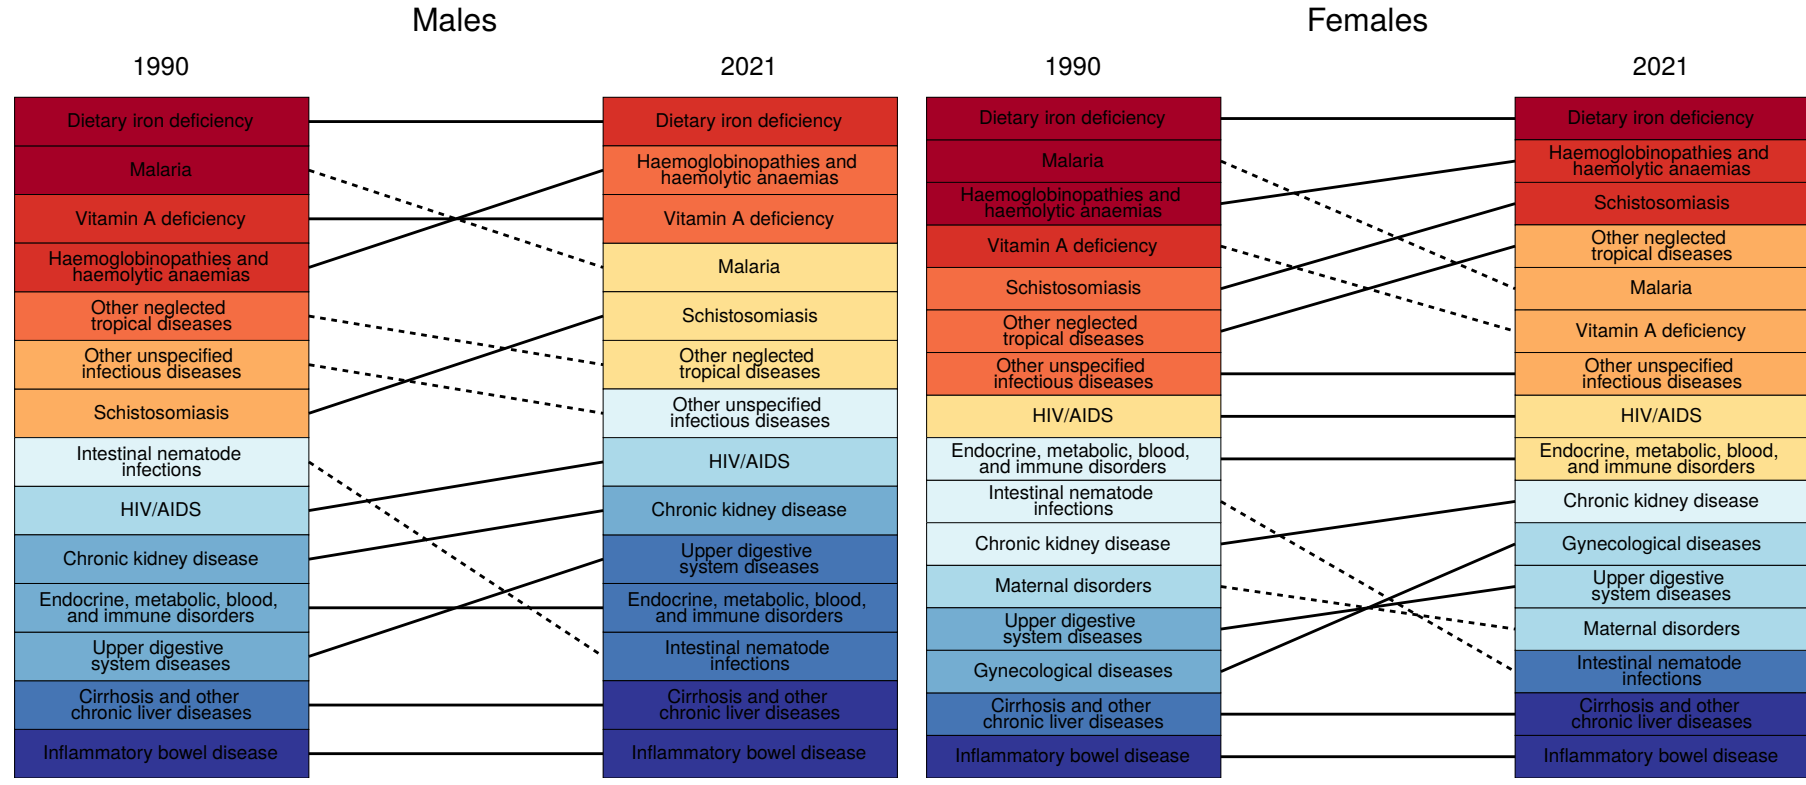 Males
1990
2021
Dietary iron deficiency
Malaria
Vitamin A deficiency
Haemoglobinopathies and
haemolytic anaemias
Other neglected
tropical diseases
Other unspecified
infectious diseases
Schistosomiasis
Intestinal nematode
infections
HIV/AIDS
Chronic kidney disease
Endocrine, metabolic, blood,
and immune disorders
Upper digestive
system diseases
Cirrhosis and other
chronic liver diseases
Inflammatory bowel disease
Dietary iron deficiency
Haemoglobinopathies and
haemolytic anaemias
Vitamin A deficiency
Malaria
Schistosomiasis
Other neglected
tropical diseases
Other unspecified
infectious diseases
HIV/AIDS
Chronic kidney disease
Upper digestive
system diseases
Endocrine, metabolic, blood,
and immune disorders
Intestinal nematode
infections
Cirrhosis and other
chronic liver diseases
Inflammatory bowel disease
Females
1990
2021
Dietary iron deficiency
Malaria
Haemoglobinopathies and
haemolytic anaemias
Vitamin A deficiency
Schistosomiasis
Other neglected
tropical diseases
Other unspecified
infectious diseases
HIV/AIDS
Endocrine, metabolic, blood,
and immune disorders
Intestinal nematode
infections
Chronic kidney disease
Maternal disorders
Upper digestive
system diseases
Gynecological diseases
Cirrhosis and other
chronic liver diseases
Inflammatory bowel disease
Dietary iron deficiency
Haemoglobinopathies and
haemolytic anaemias
Schistosomiasis
Other neglected
tropical diseases
Malaria
Vitamin A deficiency
Other unspecified
infectious diseases
HIV/AIDS
Endocrine, metabolic, blood,
and immune disorders
Chronic kidney disease
Gynecological diseases
Upper digestive
system diseases
Maternal disorders
Intestinal nematode
infections
Cirrhosis and other
chronic liver diseases
Inflammatory bowel disease